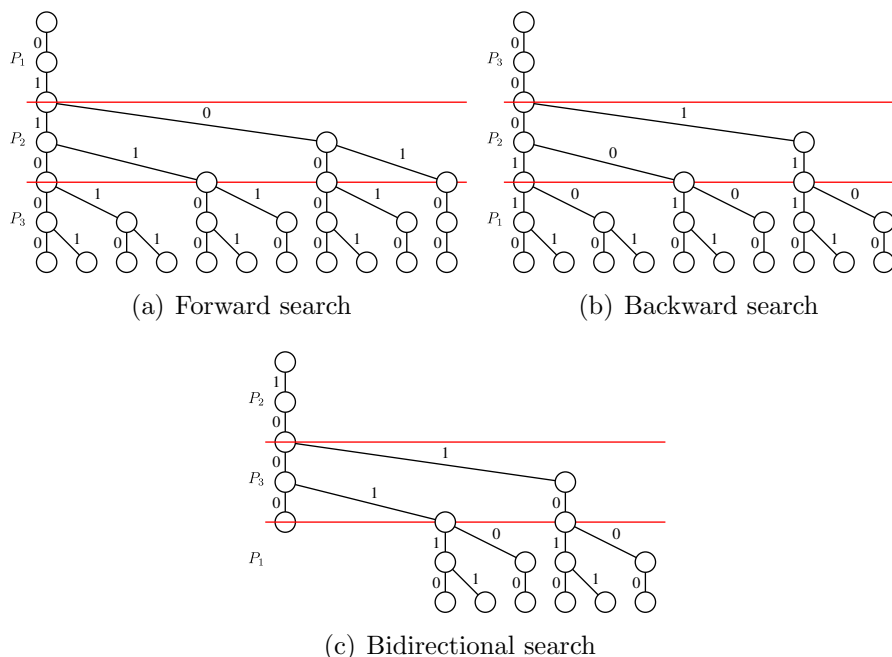 0
P₁
1
0
1
P₂
1
0 0 1
1 1 1
0 0 0 0
P₃
0 1 0 1 0 1 0 0 1 0 0
(a) Forward search
0
P₃
0
1
0
P₂
0
1 1
0 0 0
1 1 1
P₁
0 1 0 1 0 1 0 0 1 0
(b) Backward search
1
P₂
0
1
0
P₃
1
0 0
1 0 1 0
P₁
0 1 0 0 1 0
(c) Bidirectional search